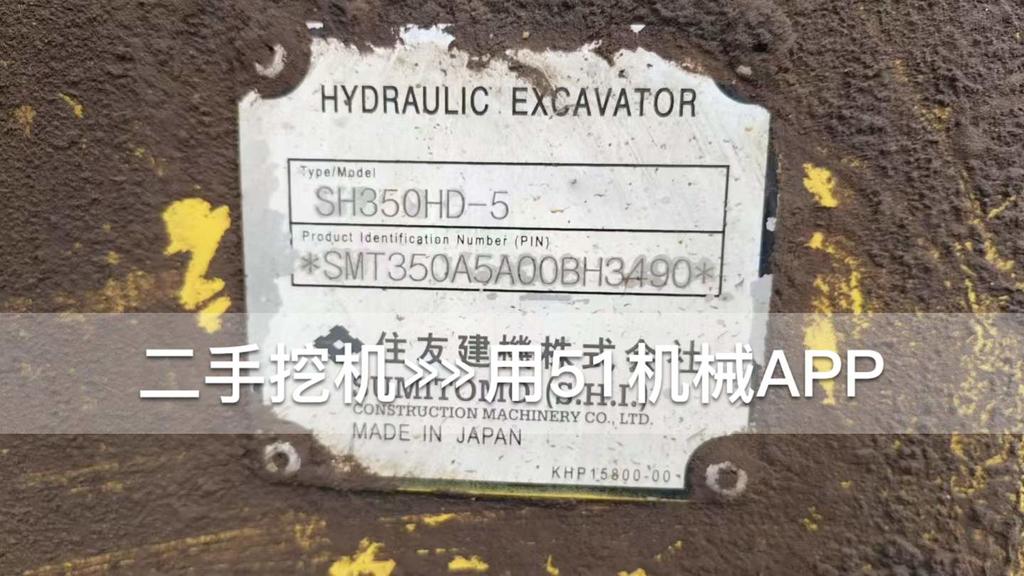 HYDRAULIC EXCAVATOR
Type/Model
SH350HD-5
Product Identification Number (PIN)
*SMT350A5A00BH3490*
住友建機株式会社
二手挖机>>>用51机械APP
SUMITOMO (S.H.I.)
CONSTRUCTION MACHINERY CO., LTD.
MADE IN JAPAN
KHP15800-00